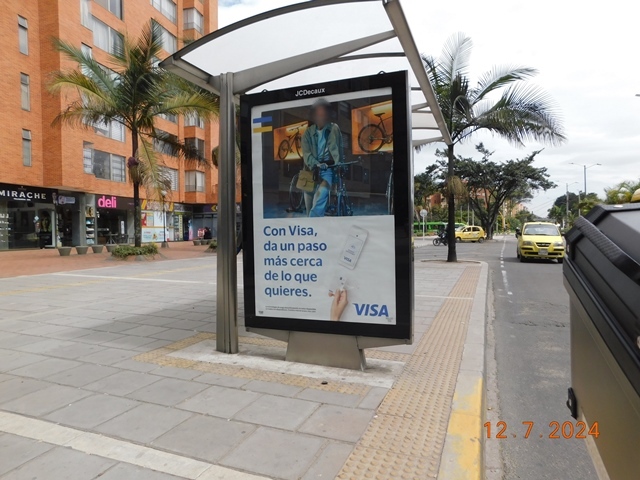 JCDecaux
MIRACHE
deli
Con Visa,
da un paso
más cerca
de lo que
quieres.
VISA
12.7.2024